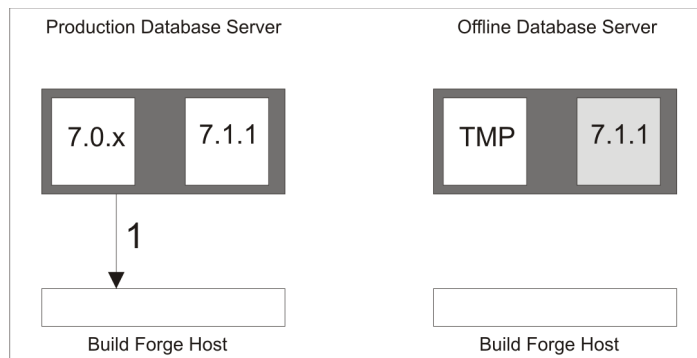 Production Database Server
Offline Database Server
7.0.x
7.1.1
TMP
7.1.1
1
Build Forge Host
Build Forge Host